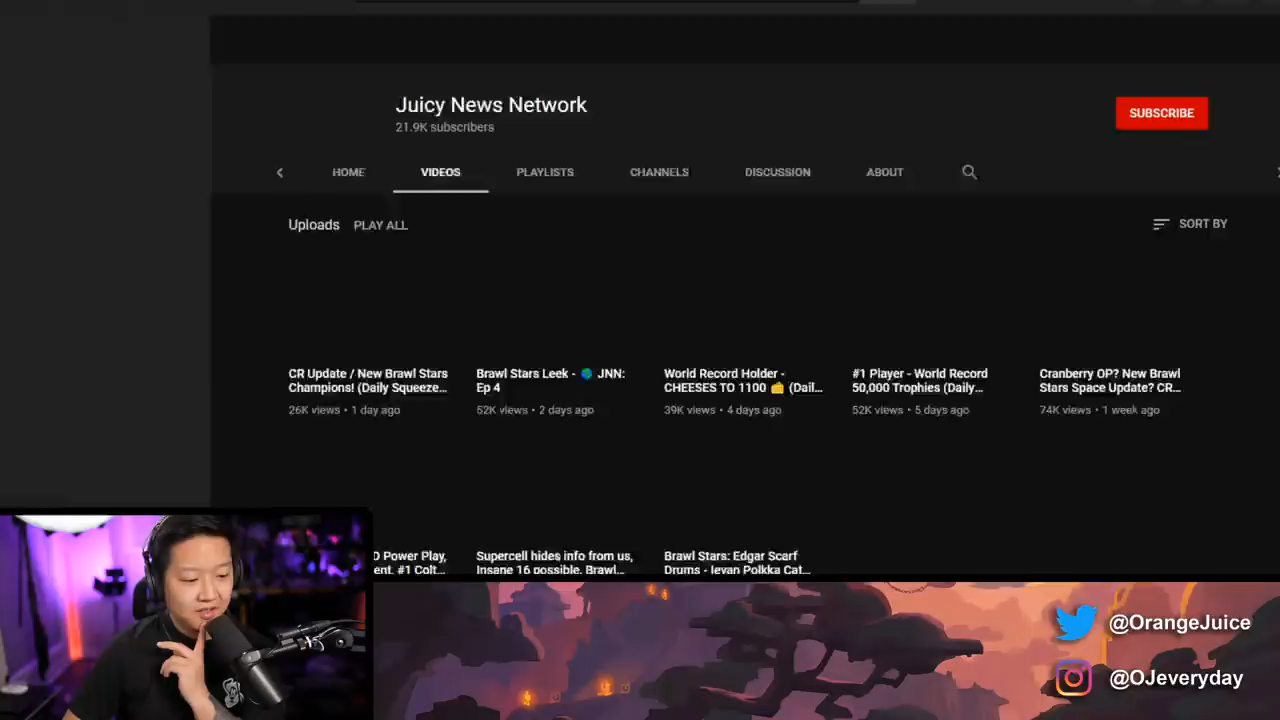 Juicy News Network
21.9K subscribers
SUBSCRIBE
HOME VIDEOS PLAYLISTS CHANNELS DISCUSSION ABOUT
Uploads PLAY ALL
SORT BY
CR Update / New Brawl Stars
Champions! (Daily Squeeze...
26K views • 1 day ago
Brawl Stars Leek - 🌍 JNN:
Ep 4
52K views • 2 days ago
World Record Holder -
CHEESES TO 1100 🧀 (Dail...
39K views • 4 days ago
#1 Player - World Record
50,000 Trophies (Daily...
52K views • 5 days ago
Cranberry OP? New Brawl
Stars Space Update? CR...
74K views • 1 week ago
Power Play,
#1 Colt...
Supercell hides info from us,
Insane 16 possible, Brawl...
Brawl Stars: Edgar Scarf
Drums - Ievan Polkka Cat...
@OrangeJuice
@OJeveryday